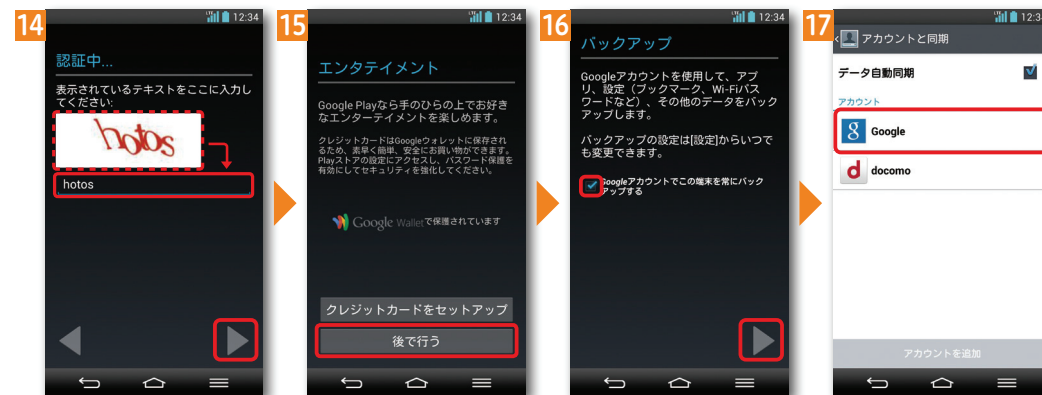 14
12:34
認証中...
表示されているテキストをここに入力し
てください:
hotos
hotos
15
12:34
エンタテイメント
Google Playなら手のひらの上でお好き
なエンターテイメントを楽しめます。
クレジットカードはGoogleウォレットに保存され
るため、素早く簡単、安全にお買い物ができます。
Playストアの設定にアクセスし、パスワード保護を
有効にしてセキュリティを強化してください。
Google Walletで保護されています
クレジットカードをセットアップ
後で行う
16
12:34
バックアップ
Googleアカウントを使用して、アプ
リ、設定（ブックマーク、Wi-Fiパス
ワードなど）、その他のデータをバック
アップします。
バックアップの設定は[設定]からいつで
も変更できます。
Googleアカウントでこの端末を常にバック
アップする
17
12:34
アカウントと同期
データ自動同期
アカウント
8 Google
d docomo
アカウントを追加